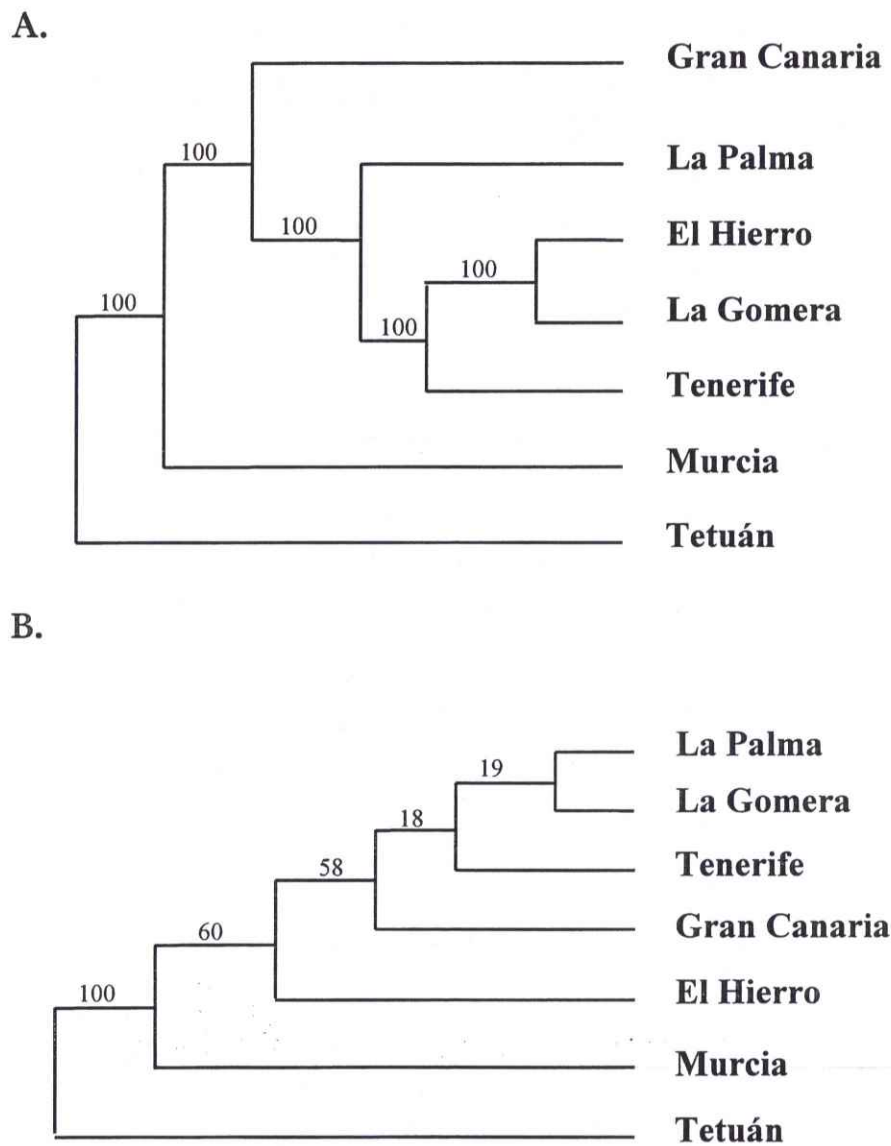 A.
Gran Canaria
100
La Palma
100
El Hierro
100
100
La Gomera
100
Tenerife
Murcia
Tetuán
B.
La Palma
19
La Gomera
18
Tenerife
58
Gran Canaria
60
El Hierro
100
Murcia
Tetuán